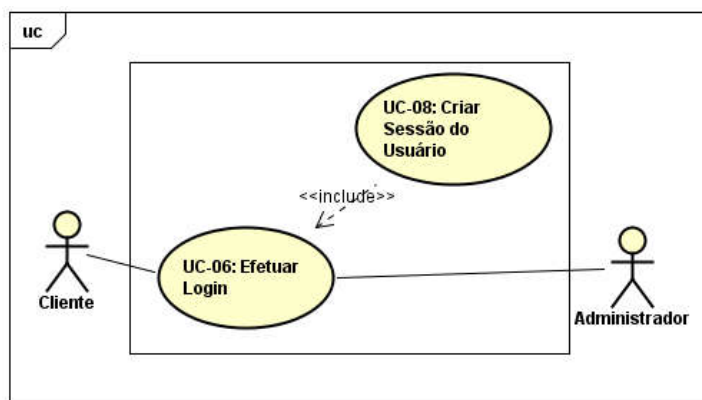 uc
UC-08: Criar
Sessão do
Usuário
<<include>>
UC-06: Efetuar
Login
Cliente
Administrador